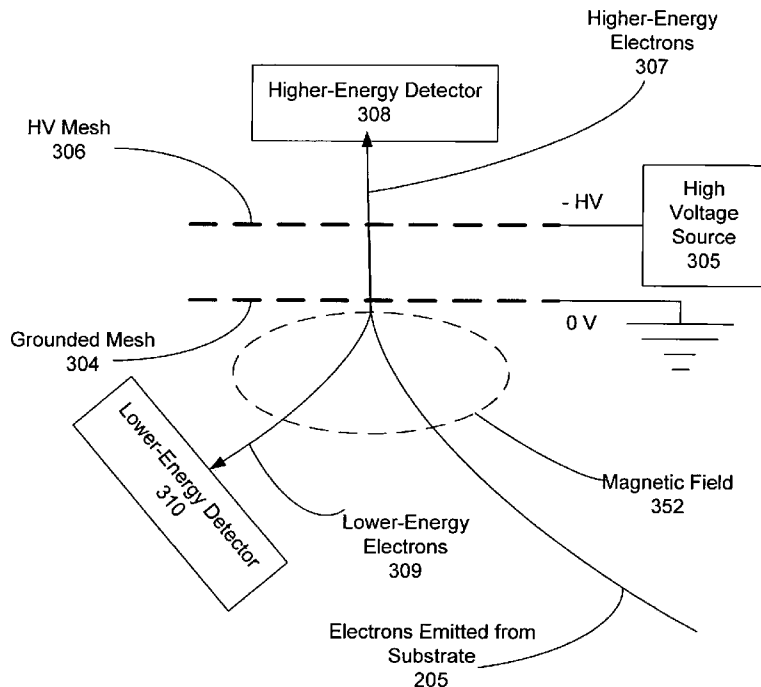 Higher-Energy
Electrons
307
Higher-Energy Detector
308
HV Mesh
306
- HV
High
Voltage
Source
305
0 V
Grounded Mesh
304
Lower-Energy Detector
310
Magnetic Field
352
Lower-Energy
Electrons
309
Electrons Emitted from
Substrate
205